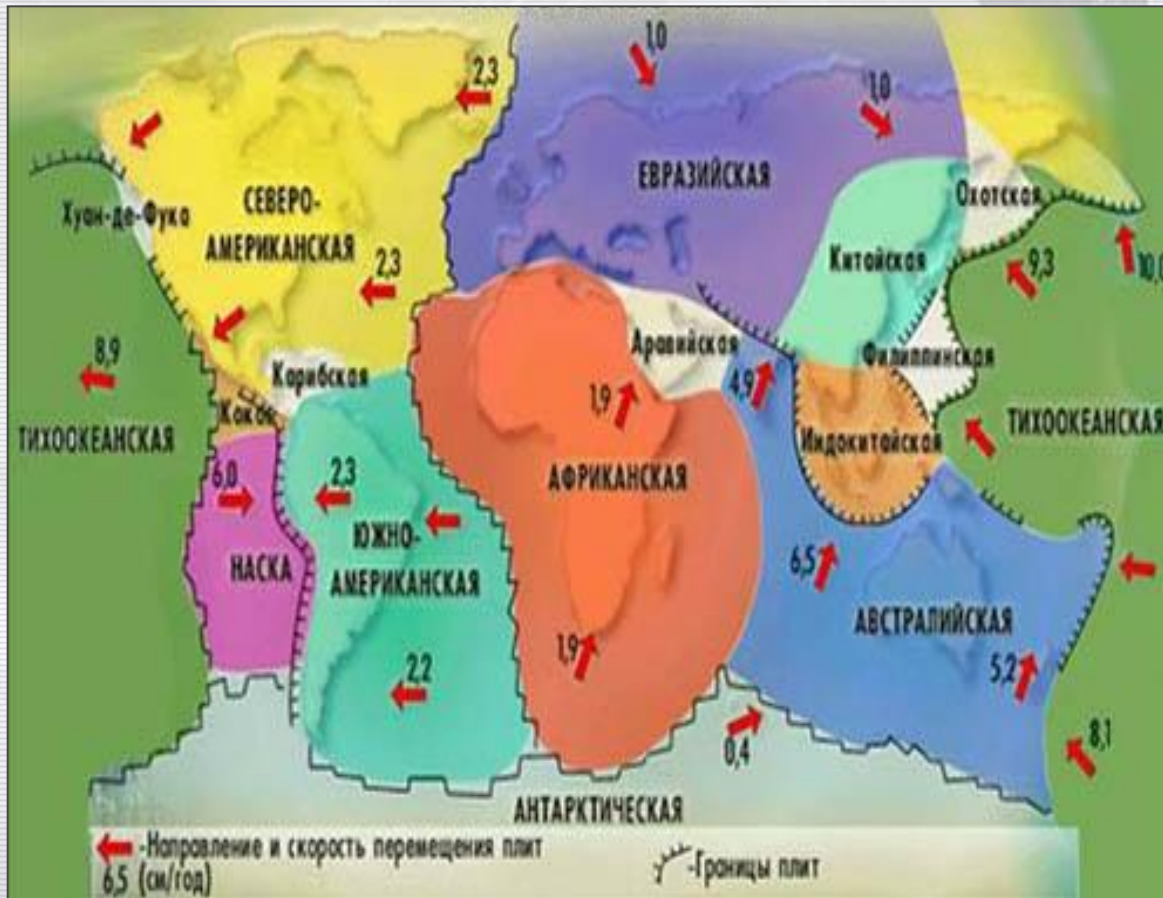 1,0
2,3
1,0
ЕВРАЗИЙСКАЯ
Охотская
Хуан-де-Фука
СЕВЕРО-
АМЕРИКАНСКАЯ
Китайская
2,3
9,3
10,0
8,9
Аравийская
Филиппинская
Карибская
4,9
1,9
Кокос
ТИХООКЕАНСКАЯ
ТИХООКЕАНСКАЯ
Индокитайская
6,0
2,3
АФРИКАНСКАЯ
ЮЖНО-
АМЕРИКАНСКАЯ
НАСКА
6,5
АВСТРАЛИЙСКАЯ
1,9
2,2
5,2
0,4
8,1
АНТАРКТИЧЕСКАЯ
-Направление и скорость перемещения плит
6,5 (см/год)
-Границы плит